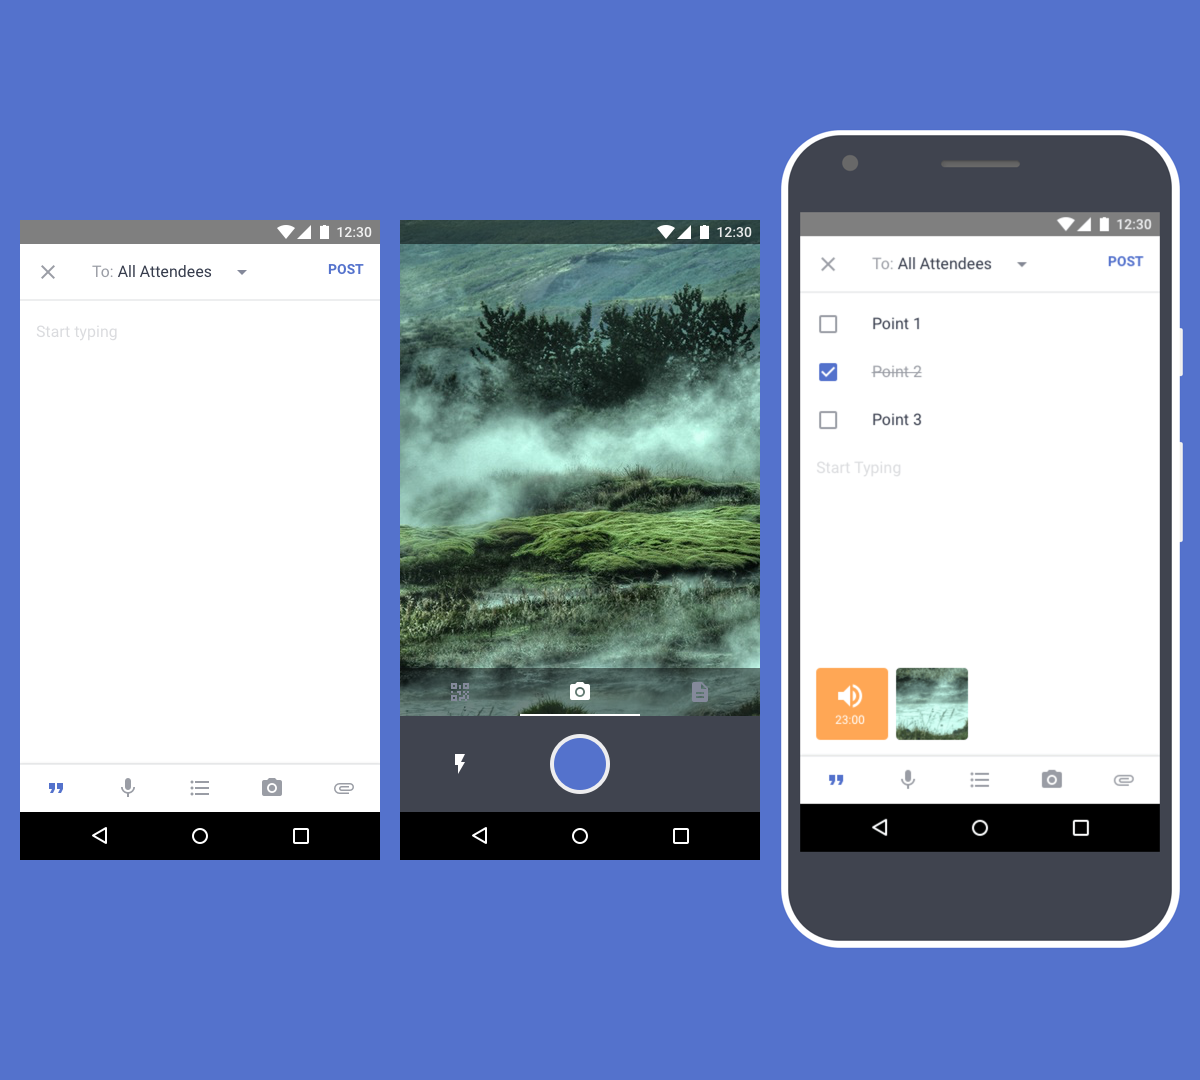 12:30
To: All Attendees
POST
Start typing
12:30
12:30
To: All Attendees
POST
Point 1
Point 2
Point 3
Start Typing
23:00